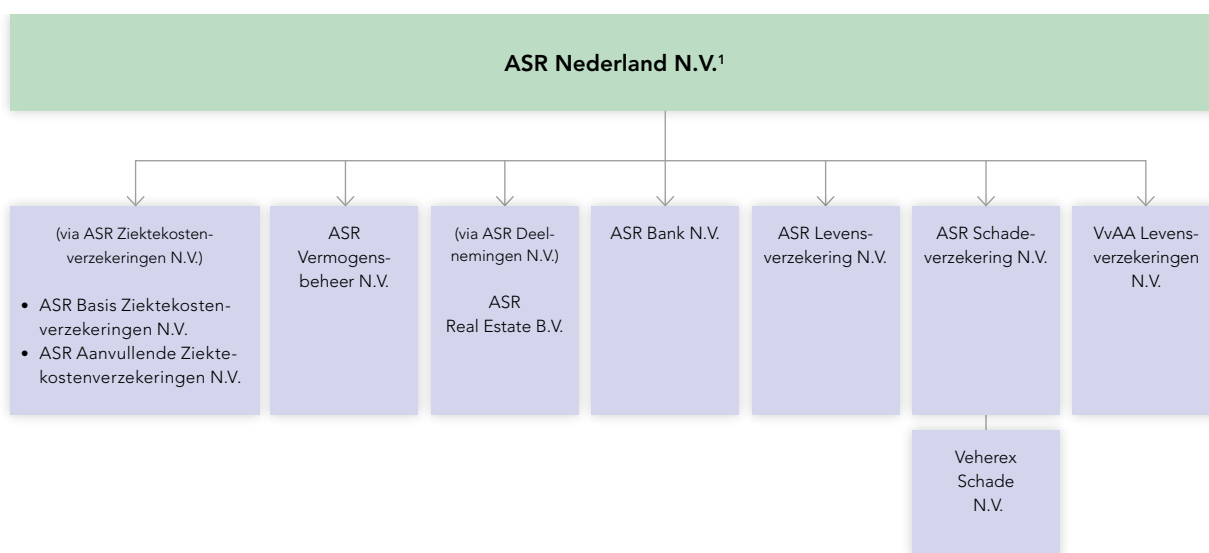 ASR Nederland N.V.¹
(via ASR Ziektekosten-
verzekeringen N.V.)
• ASR Basis Ziektekosten-
verzekeringen N.V.
• ASR Aanvullende Ziekte-
kostenverzekeringen N.V.
ASR
Vermogens-
beheer N.V.
(via ASR Deel-
nemingen N.V.)
ASR
Real Estate B.V.
ASR Bank N.V.
ASR Levens-
verzekering N.V.
ASR Schade-
verzekering N.V.
VvAA Levens-
verzekeringen
N.V.
Veherex
Schade
N.V.